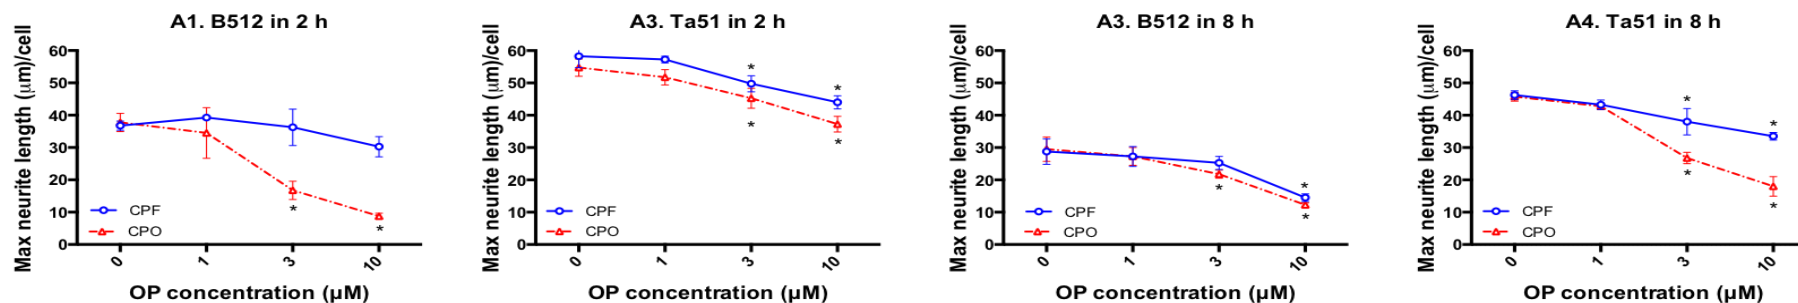 A1. B512 in 2 h
Max neurite length (µm)/cell
60
50
40
30
20
10
0
CPF
CPO
*
*
0
1
3
10
OP concentration (µM)
A3. Ta51 in 2 h
Max neurite length (µm)/cell
60
50
40
30
20
10
0
*
*
*
*
CPF
CPO
0
1
3
10
OP concentration (µM)
A3. B512 in 8 h
Max neurite length (µm)/cell
60
50
40
30
20
10
0
*
*
*
CPF
CPO
0
1
3
10
OP concentration (µM)
A4. Ta51 in 8 h
Max neurite length (µm)/cell
60
50
40
30
20
10
0
*
*
*
*
CPF
CPO
0
1
3
10
OP concentration (µM)